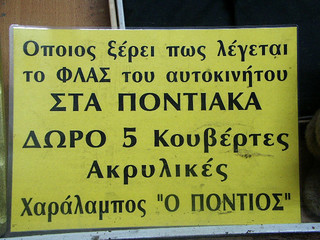 Οποιος ξέρει πως λέγεται
το ΦΛΑΣ του αυτοκινήτου
ΣΤΑ ΠΟΝΤΙΑΚΑ
ΔΩΡΟ 5 Κουβέρτες
Ακρυλικές
Χαράλαμπος "Ο ΠΟΝΤΙΟΣ"